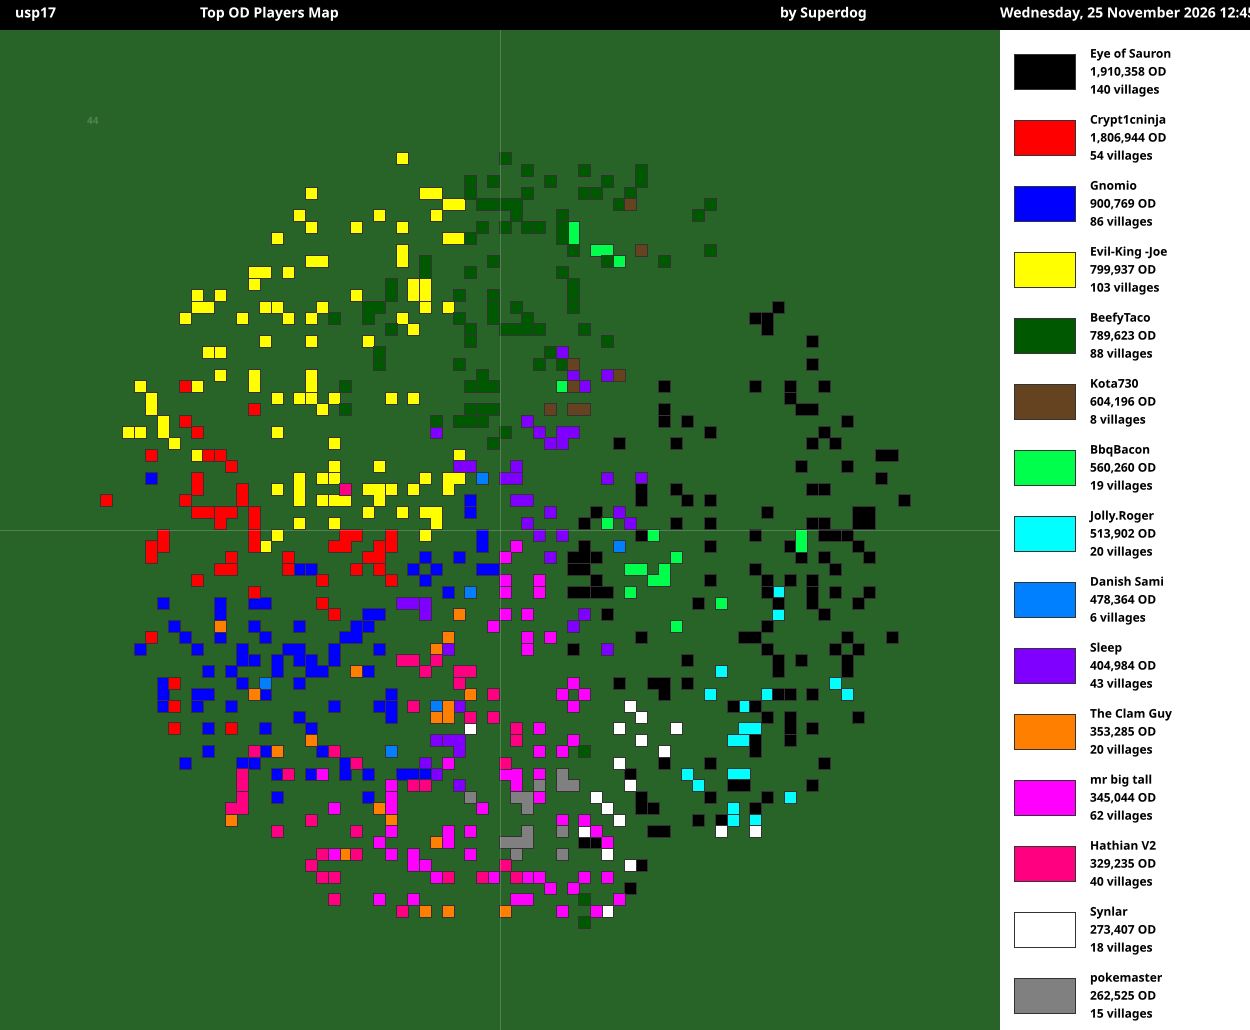 usp17
Top OD Players Map
by Superdog
Wednesday, 25 November 2026 12:45
44
Eye of Sauron
1,910,358 OD
140 villages
Crypt1cninja
1,806,944 OD
54 villages
Gnomio
900,769 OD
86 villages
Evil-King -Joe
799,937 OD
103 villages
BeefyTaco
789,623 OD
88 villages
Kota730
604,196 OD
8 villages
BbqBacon
560,260 OD
19 villages
Jolly.Roger
513,902 OD
20 villages
Danish Sami
478,364 OD
6 villages
Sleep
404,984 OD
43 villages
The Clam Guy
353,285 OD
20 villages
mr big tall
345,044 OD
62 villages
Hathian V2
329,235 OD
40 villages
Synlar
273,407 OD
18 villages
pokemaster
262,525 OD
15 villages